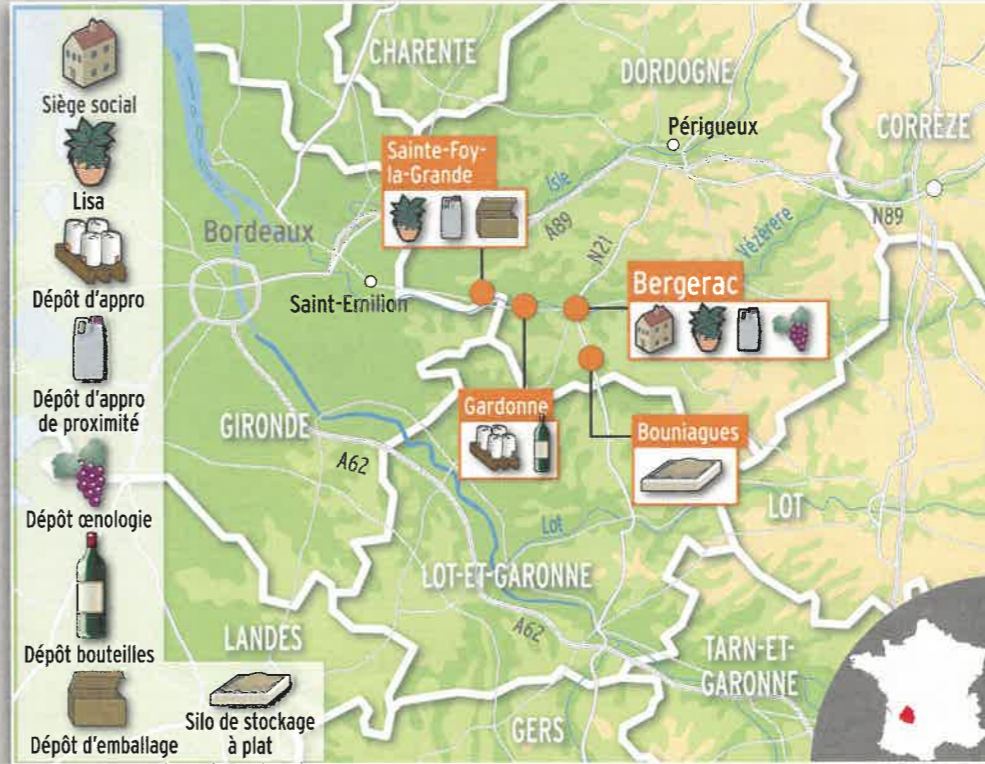 Siège social
Lisa
Dépôt d'appro
Dépôt d'appro
de proximité
Dépôt œnologie
Dépôt bouteilles
Dépôt d'emballage
Silo de stockage
à plat
CHARENTE
DORDOGNE
Périgueux
CORRÈZE
Sainte-Foy-
la-Grande
Isle
A89
N21
Vézérere
N89
Bordeaux
Saint-Emilion
Bergerac
GIRONDE
A62
Gardonne
Bouniagues
LOT
Lot
LOT-ET-GARONNE
A62
LANDES
TARN-ET-
GARONNE
GERS